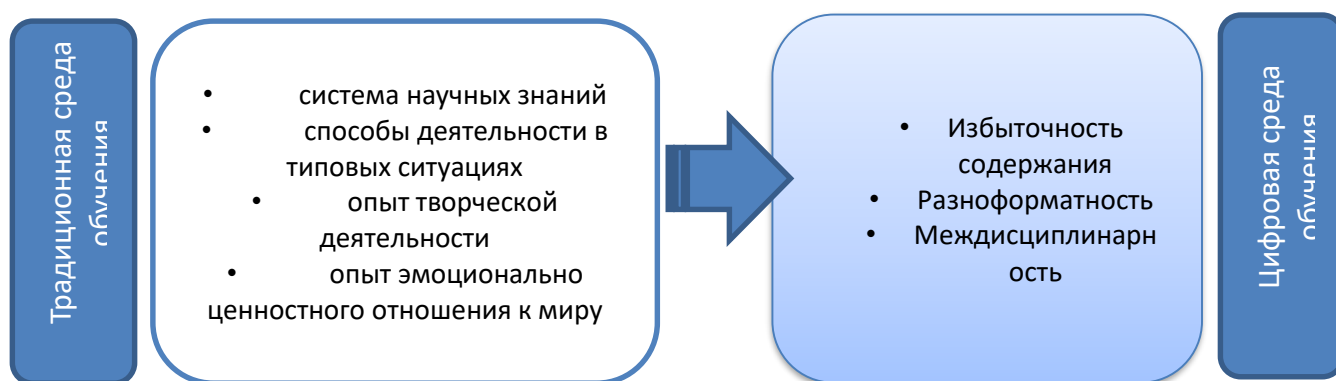 Традиционная среда
обучения
• система научных знаний
• способы деятельности в
типовых ситуациях
• опыт творческой
деятельности
• опыт эмоционально
ценностного отношения к миру
• Избыточность
содержания
• Разноформатность
• Междисциплинарн
ость
Цифровая среда
обучения